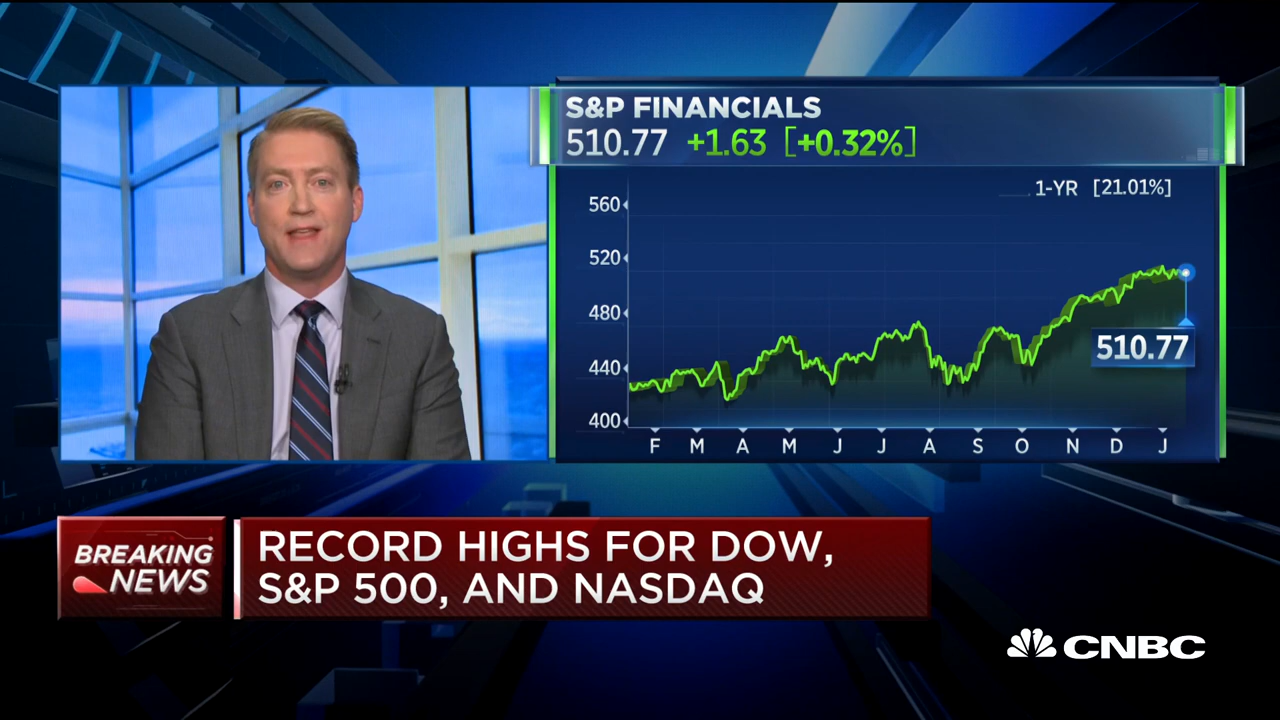 S&P FINANCIALS
510.77 +1.63 [+0.32%]
1-YR [21.01%]
560
520
480
440
400
510.77
F M A M J J A S O N D J
BREAKING
NEWS
RECORD HIGHS FOR DOW,
S&P 500, AND NASDAQ
CNBC